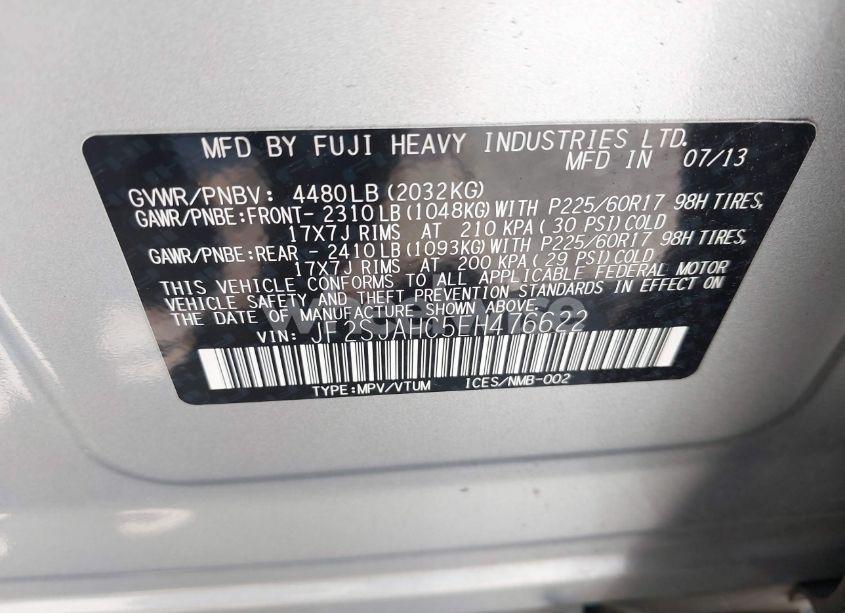 MFD BY FUJI HEAVY INDUSTRIES LTD.
MFD IN 07/13
GVWR/PNBV: 4480LB(2032KG)
GAWR/PNBE:FRONT- 2310LB(1048KG)WITH P225/60R17 98H TIRES,
17X7J RIMS AT 210 KPA(30 PSI)COLD
GAWR/PNBE:REAR - 2410LB(1093KG)WITH P225/60R17 98H TIRES,
17X7J RIMS AT 200 KPA(29 PSI)COLD
THIS VEHICLE CONFORMS TO ALL APPLICABLE FEDERAL MOTOR
VEHICLE SAFETY AND THEFT PREVENTION STANDARDS IN EFFECT ON
THE DATE OF MANUFACTURE SHOWN ABOVE.
VIN: JF2SJAHC5EH476622
TYPE:MPV/VTUM ICES/NMB-002